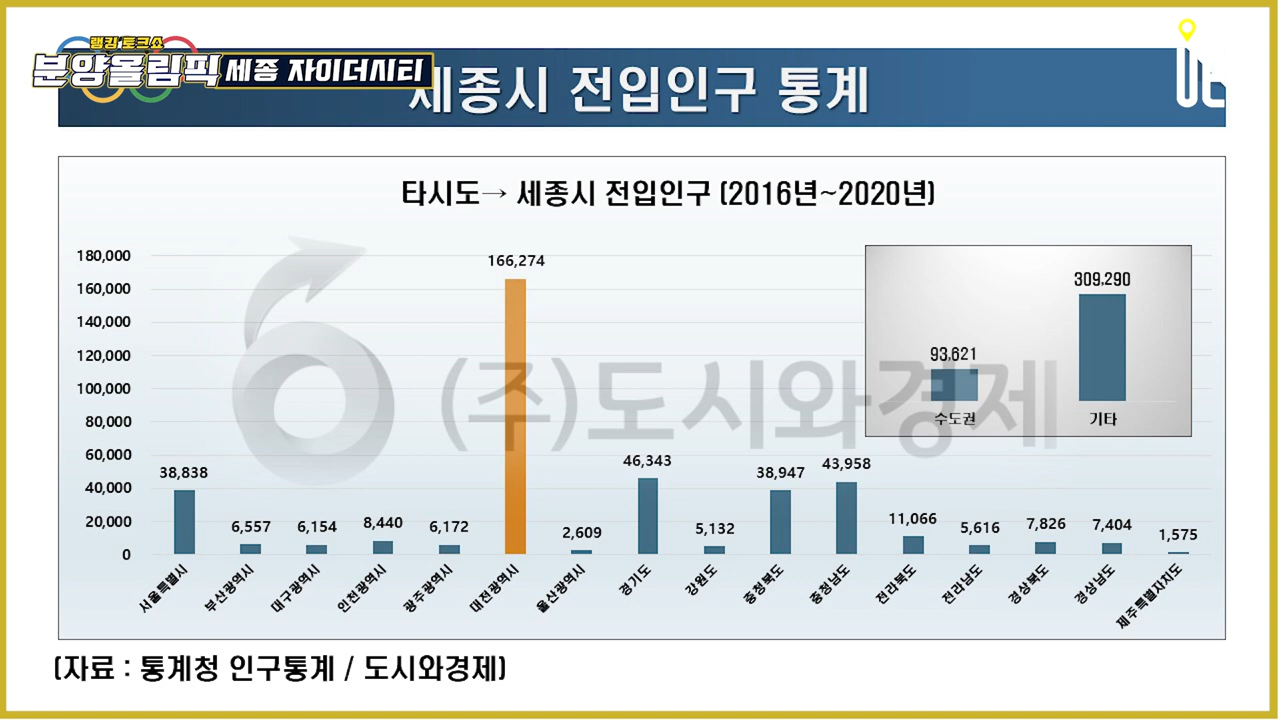 랭킹 토크쇼
분양올림픽 세종 자이더시티
세종시 전입인구 통계
타시도→ 세종시 전입인구 (2016년~2020년)
180,000
160,000
140,000
120,000
100,000
80,000
60,000
40,000
20,000
0
38,838
6,557
6,154
8,440
6,172
166,274
2,609
46,343
5,132
38,947
43,958
11,066
5,616
7,826
7,404
1,575
서울특별시
부산광역시
대구광역시
인천광역시
광주광역시
대전광역시
울산광역시
경기도
강원도
충청북도
충청남도
전라북도
전라남도
경상북도
경상남도
제주특별자치도
93,621
309,290
수도권
기타
(주)도시와경제
(자료 : 통계청 인구통계 / 도시와경제)